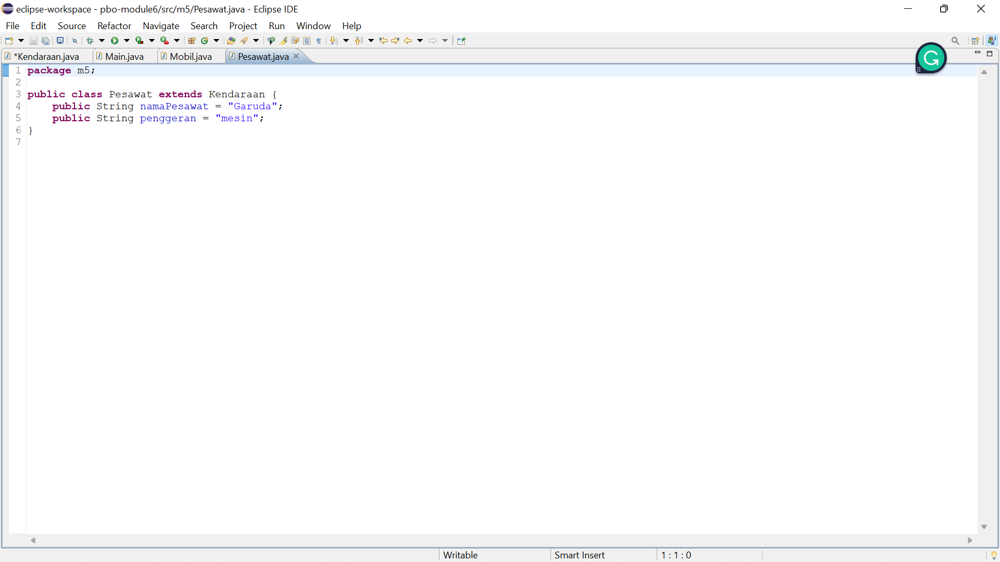 eclipse-workspace - pbo-module6/src/m5/Pesawat.java - Eclipse IDE
File Edit Source Refactor Navigate Search Project Run Window Help
*Kendaraan.java Main.java Mobil.java Pesawat.java
1 package m5;
2
3 public class Pesawat extends Kendaraan {
4 public String namaPesawat = "Garuda";
5 public String penggeran = "mesin";
6 }
7
Writable Smart Insert 1 : 1 : 0